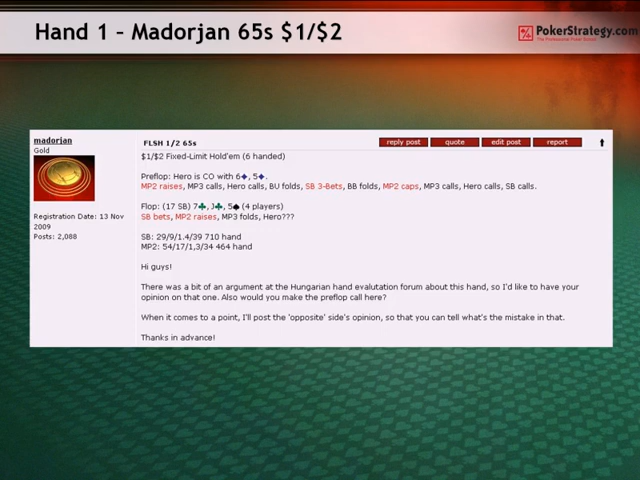 Hand 1 – Madorjan 65s $1/$2
PokerStrategy.com
The Professional Poker School
madorjan
Gold
Registration Date: 13 Nov
2009
Posts: 2,088
FLSH 1/2 65s
reply post
quote
edit post
report
$1/$2 Fixed-Limit Hold'em (6 handed)
Preflop: Hero is CO with 6♦, 5♦.
MP2 raises, MP3 calls, Hero calls, BU folds, SB 3-Bets, BB folds, MP2 caps, MP3 calls, Hero calls, SB calls.
Flop: (17 SB) 7♣, J♣, 5♠ (4 players)
SB bets, MP2 raises, MP3 folds, Hero???
SB: 29/9/1.4/39 710 hand
MP2: 54/17/1,3/34 464 hand
Hi guys!
There was a bit of an argument at the Hungarian hand evalutation forum about this hand, so I'd like to have your
opinion on that one. Also would you make the preflop call here?
When it comes to a point, I'll post the 'opposite' side's opinion, so that you can tell what's the mistake in that.
Thanks in advance!